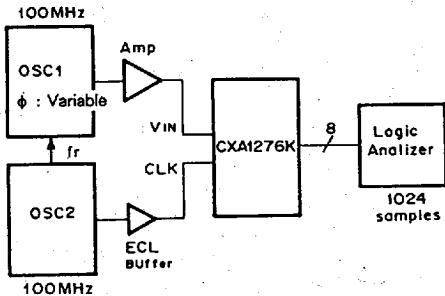 100MHz
OSC1
ϕ : Variable
Amp
fr
OSC2
100MHz
VIN
CLK
ECL
Buffer
CXA1276K
8
Logic
Analizer
1024
samples